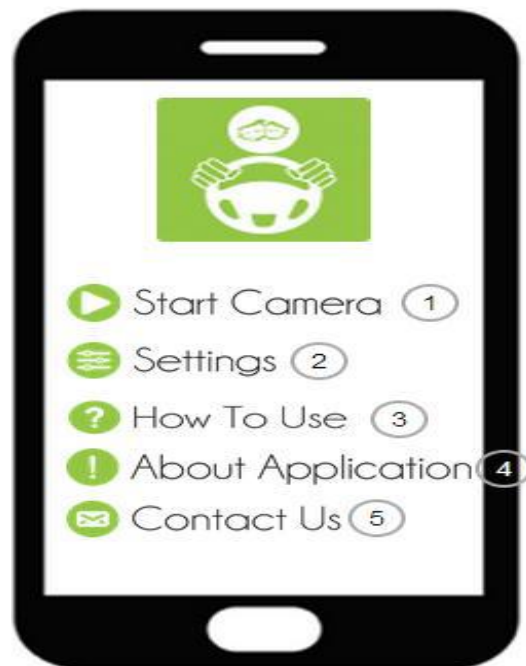 Start Camera 1
Settings 2
? How To Use 3
! About Application 4
Contact Us 5